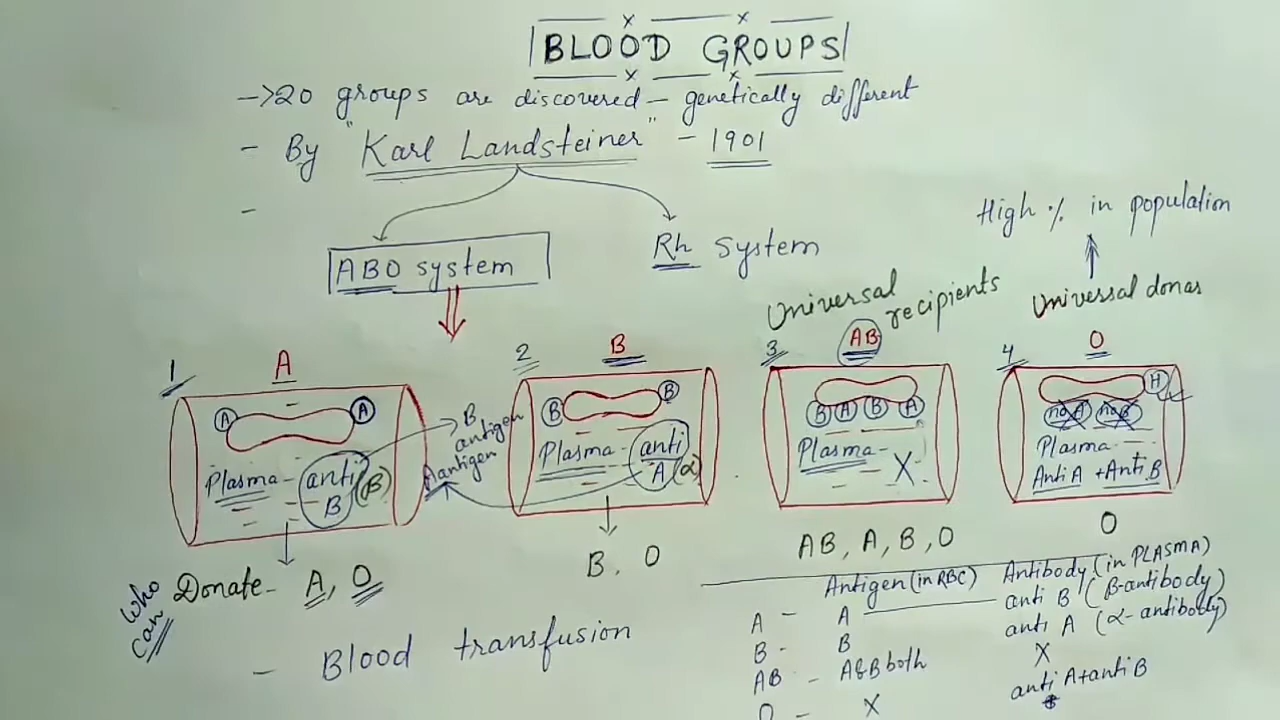 BLOOD GROUPS
->20 groups are discovered - genetically different
- By "Karl Landsteiner" - 1901
-
High % in population
ABO system
Rh system
Universal recipients
Universal donas
1 A
2 B
3 AB
4 O
A A
Plasma - anti B (β)
B antigen
A antigen
B B
Plasma - anti A (α)
B A B A
Plasma - X
H
no A no B
Plasma -
Anti A + Anti B
Who can Donate - A, O
B, O
AB, A, B, O
O
- Blood transfusion
Antigen (in RBC) Antibody (in PLASMA)
A - A anti B (β-antibody)
B - B anti A (α-antibody)
AB - A&B both X
O - X anti A+anti B